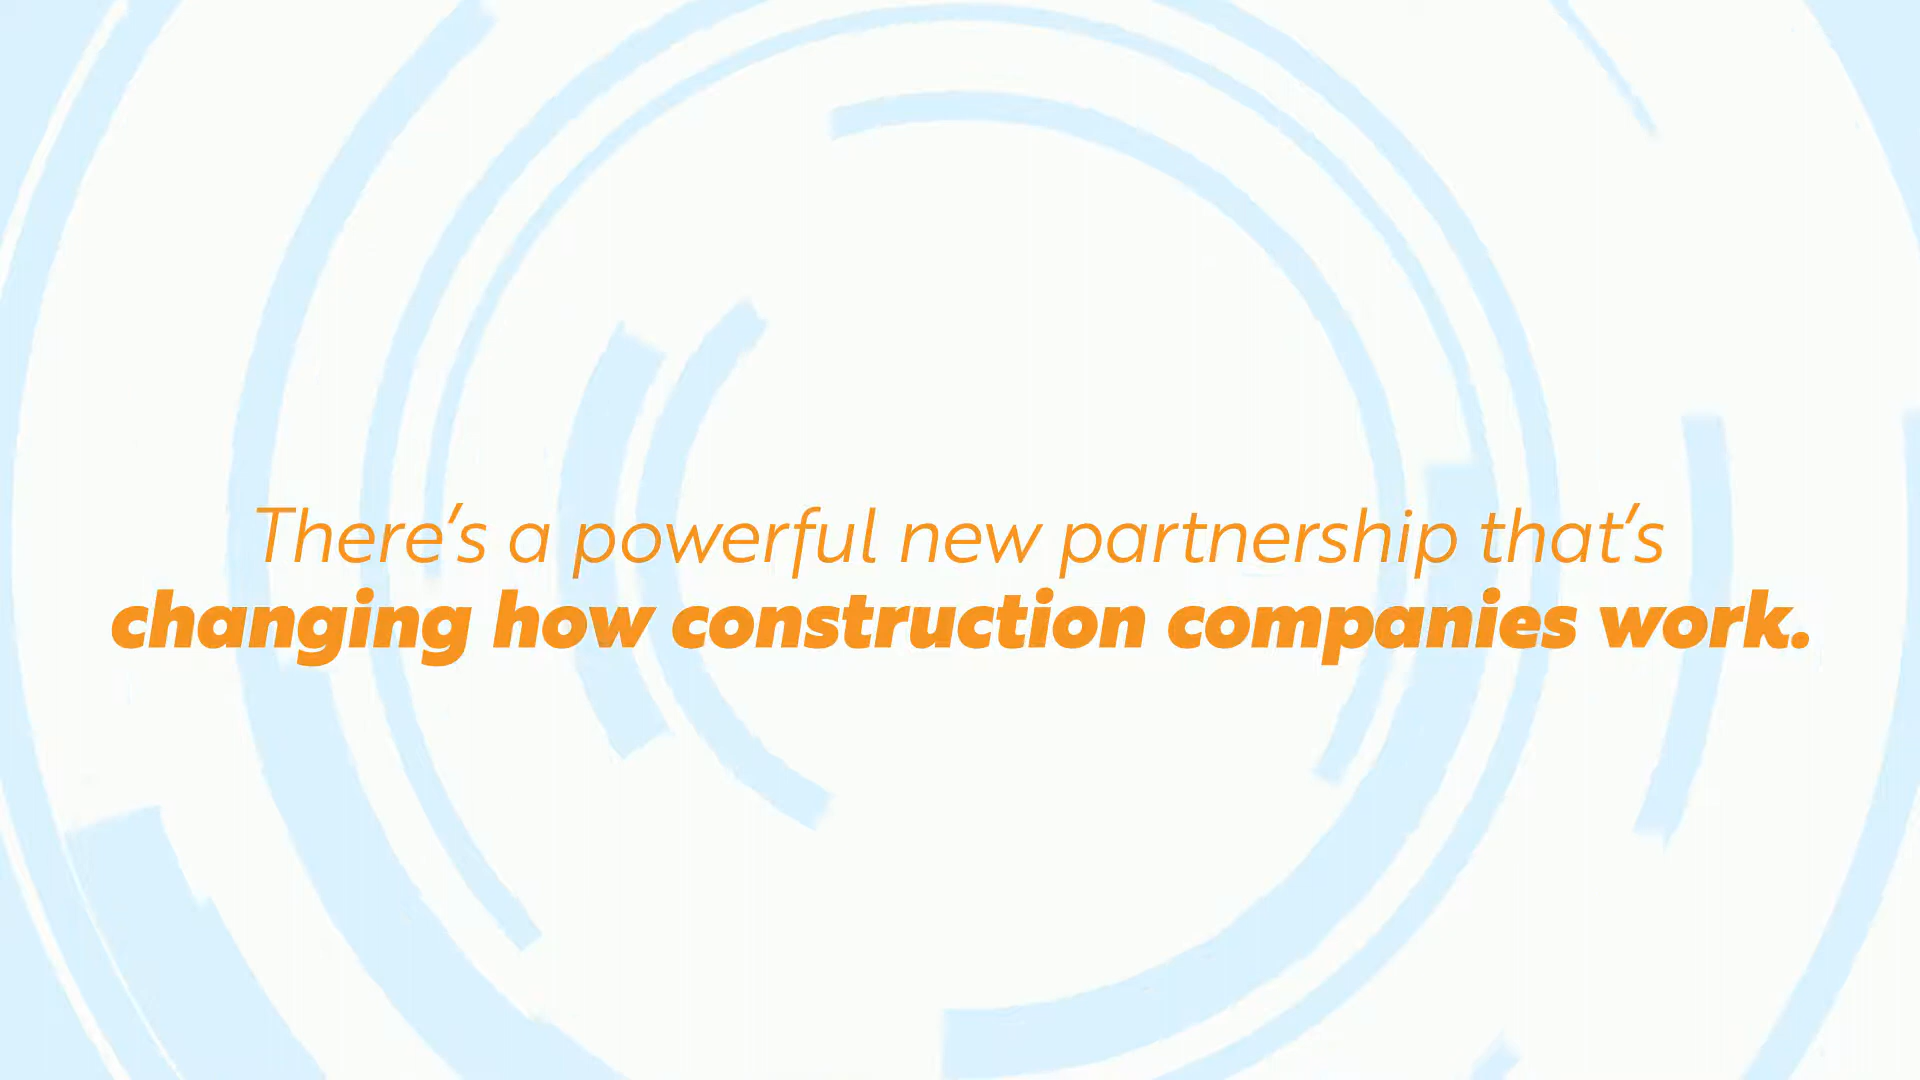 There’s a powerful new partnership that’s
changing how construction companies work.